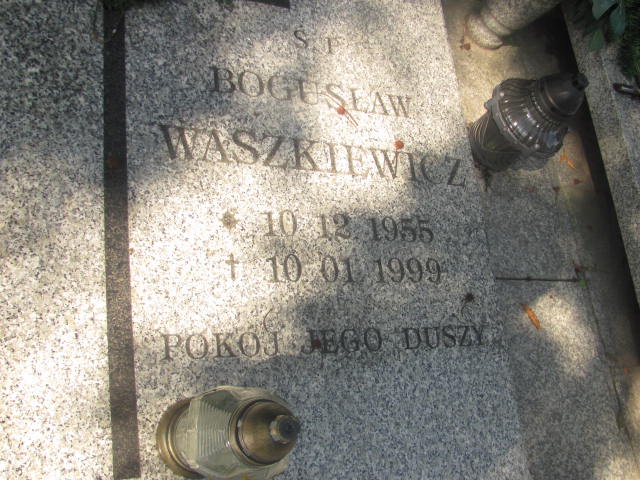 Ś. P.
BOGUSŁAW
WASZKIEWICZ
* 10 12 1955
† 10 01 1999
POKÓJ JEGO DUSZY